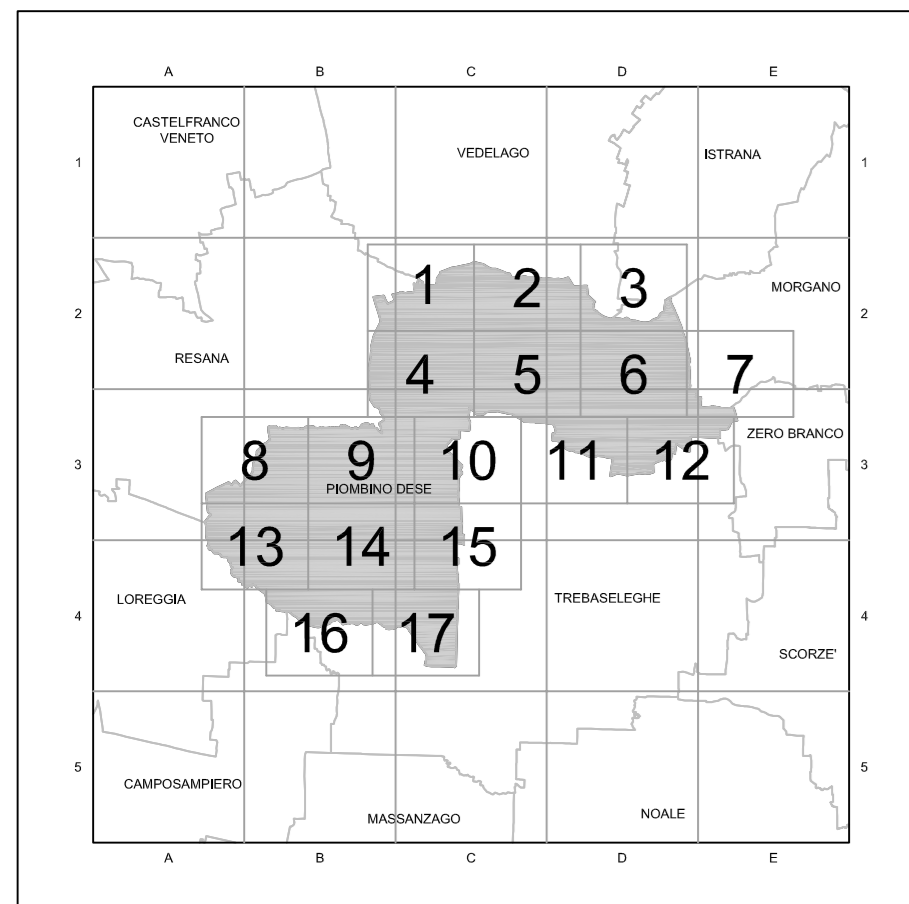 A B C D E
CASTELFRANCO
VENETO
1 VEDELAGO ISTRANA 1
1 2 3
MORGANO
2 2
RESANA
4 5 6 7
ZERO BRANCO
8 9 10 11 12
3 3
PIOMBINO DESE
13 14 15
LOREGGIA TREBASELEGHE
4 4
16 17
SCORZE'
5 5
CAMPOSAMPIERO
MASSANZAGO NOALE
A B C D E